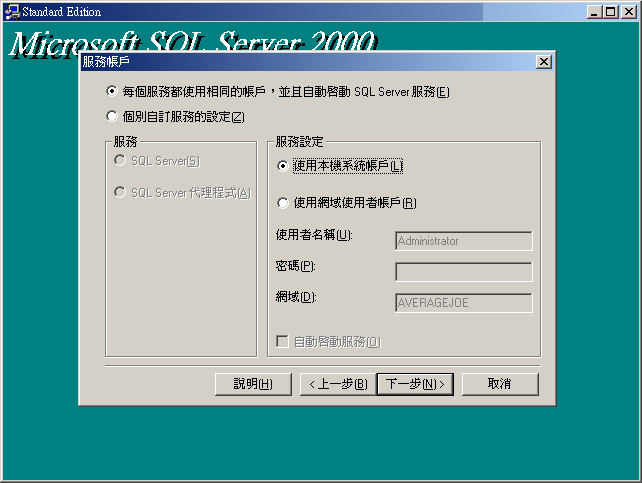 Standard Edition
Microsoft SQL Server 2000
服務帳戶
每個服務都使用相同的帳戶，並且自動啓動 SQL Server 服務(E)
個別自訂服務的設定(Z)
服務
SQL Server(S)
SQL Server 代理程式(A)
服務設定
使用本機系統帳戶(L)
使用網域使用者帳戶(R)
使用者名稱(U):
Administrator
密碼(P):
網域(D):
AVERAGEJOE
自動啓動服務(O)
說明(H)
< 上一步(B)
下一步(N) >
取消